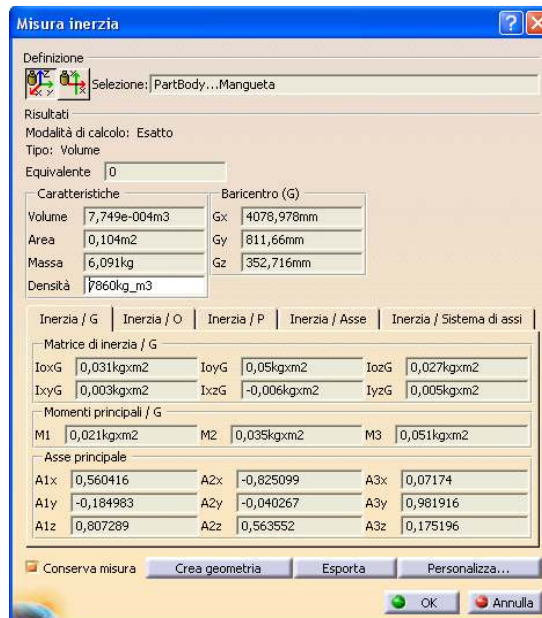 Misura inerzia
Definizione
Selezione: PartBody...Mangueta
Risultati
Modalità di calcolo: Esatto
Tipo: Volume
Equivalente 0
Caratteristiche Baricentro (G)
Volume 7,749e-004m3 Gx 4078,978mm
Area 0,104m2 Gy 811,66mm
Massa 6,091kg Gz 352,716mm
Densità 7860kg_m3
Inerzia / G Inerzia / O Inerzia / P Inerzia / Asse Inerzia / Sistema di assi
Matrice di inerzia / G
IoxG 0,031kgxm2 IoyG 0,05kgxm2 IozG 0,027kgxm2
IxyG 0,003kgxm2 IxzG -0,006kgxm2 IyzG 0,005kgxm2
Momenti principali / G
M1 0,021kgxm2 M2 0,035kgxm2 M3 0,051kgxm2
Asse principale
A1x 0,560416 A2x -0,825099 A3x 0,07174
A1y -0,184983 A2y -0,040267 A3y 0,981916
A1z 0,807289 A2z 0,563552 A3z 0,175196
Conserva misura Crea geometria Esporta Personalizza...
OK Annulla